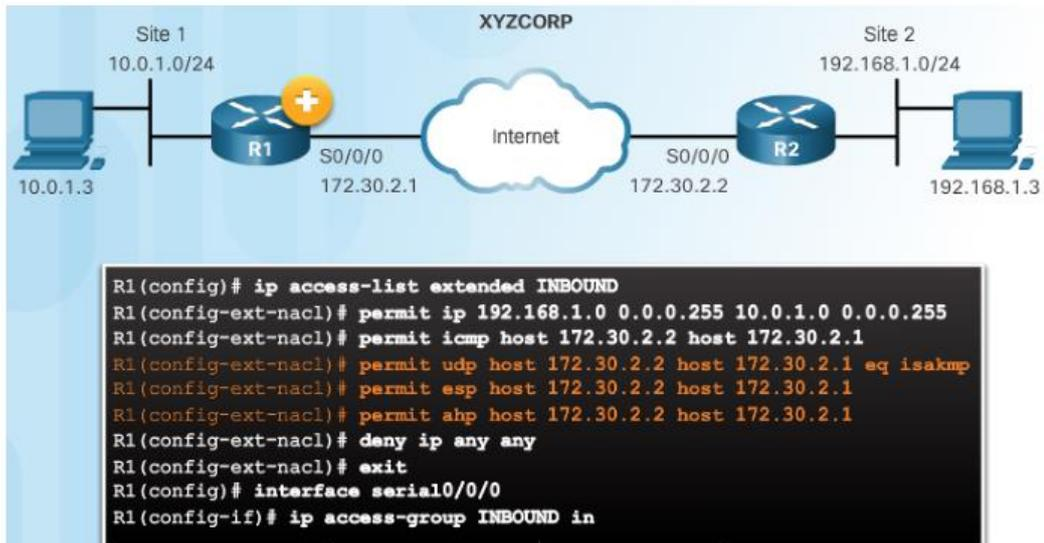 XYZCORP
Site 1
10.0.1.0/24
Site 2
192.168.1.0/24
R1
S0/0/0
172.30.2.1
Internet
S0/0/0
172.30.2.2
R2
10.0.1.3
192.168.1.3
R1(config)# ip access-list extended INBOUND
R1(config-ext-nacl)# permit ip 192.168.1.0 0.0.0.255 10.0.1.0 0.0.0.255
R1(config-ext-nacl)# permit icmp host 172.30.2.2 host 172.30.2.1
R1(config-ext-nacl)# permit udp host 172.30.2.2 host 172.30.2.1 eq isakmp
R1(config-ext-nacl)# permit esp host 172.30.2.2 host 172.30.2.1
R1(config-ext-nacl)# permit ahp host 172.30.2.2 host 172.30.2.1
R1(config-ext-nacl)# deny ip any any
R1(config-ext-nacl)# exit
R1(config)# interface serial0/0/0
R1(config-if)# ip access-group INBOUND in